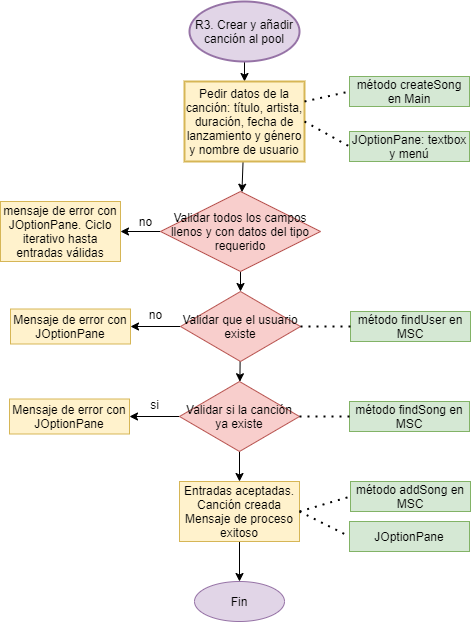 R3. Crear y añadir
canción al pool
Pedir datos de la
canción: título, artista,
duración, fecha de
lanzamiento y género
y nombre de usuario
método createSong
en Main
JOptionPane: textbox
y menú
Validar todos los campos
llenos y con datos del tipo
requerido
no
mensaje de error con
JOptionPane. Ciclo
iterativo hasta
entradas válidas
Validar que el usuario
existe
no
Mensaje de error con
JOptionPane
método findUser en
MSC
Validar si la canción
ya existe
si
Mensaje de error con
JOptionPane
método findSong en
MSC
Entradas aceptadas.
Canción creada
Mensaje de proceso
exitoso
método addSong en
MSC
JOptionPane
Fin